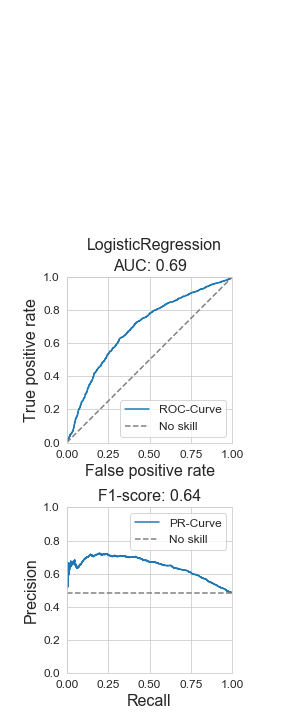 LogisticRegression
AUC: 0.69
True positive rate
1.0
0.8
0.6
0.4
0.2
0.0
ROC-Curve
No skill
0.00 0.25 0.50 0.75 1.00
False positive rate
F1-score: 0.64
Precision
1.0
0.8
0.6
0.4
0.2
0.0
PR-Curve
No skill
0.00 0.25 0.50 0.75 1.00
Recall